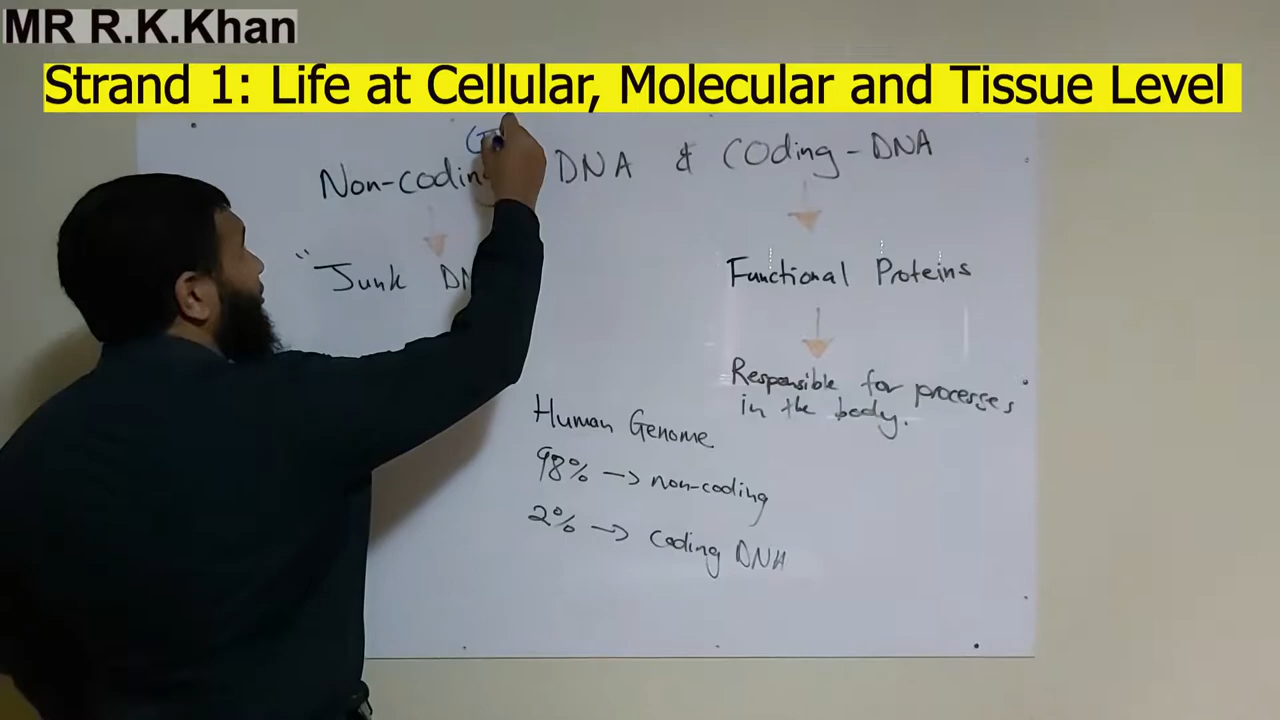 MR R.K.Khan
Strand 1: Life at Cellular, Molecular and Tissue Level
Non-coding DNA & Coding - DNA
"Junk
Functional Proteins
Responsible for processes
in the body.
Human Genome
98% → non-coding
2% → Coding DNA